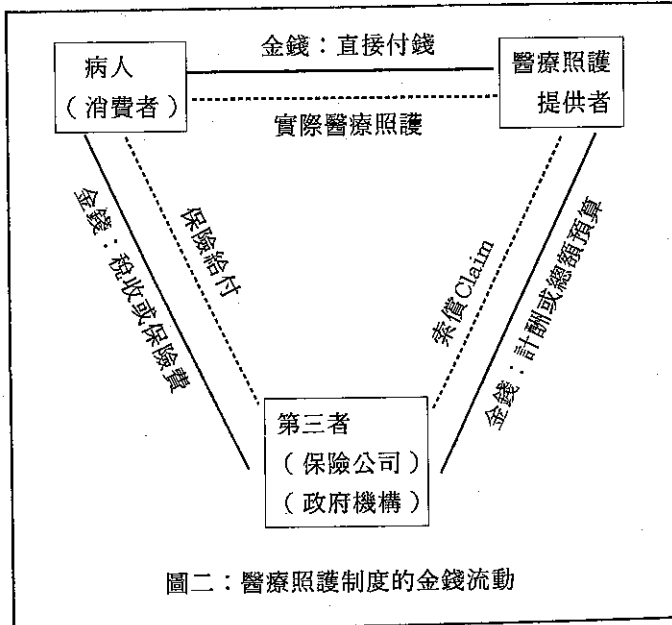 金錢：直接付錢
病人
（消費者）
醫療照護
提供者
實際醫療照護
金錢：稅收或保險費
保險給付
索償Claim
金錢：計酬或總額預算
第三者
（保險公司）
（政府機構）
圖二：醫療照護制度的金錢流動